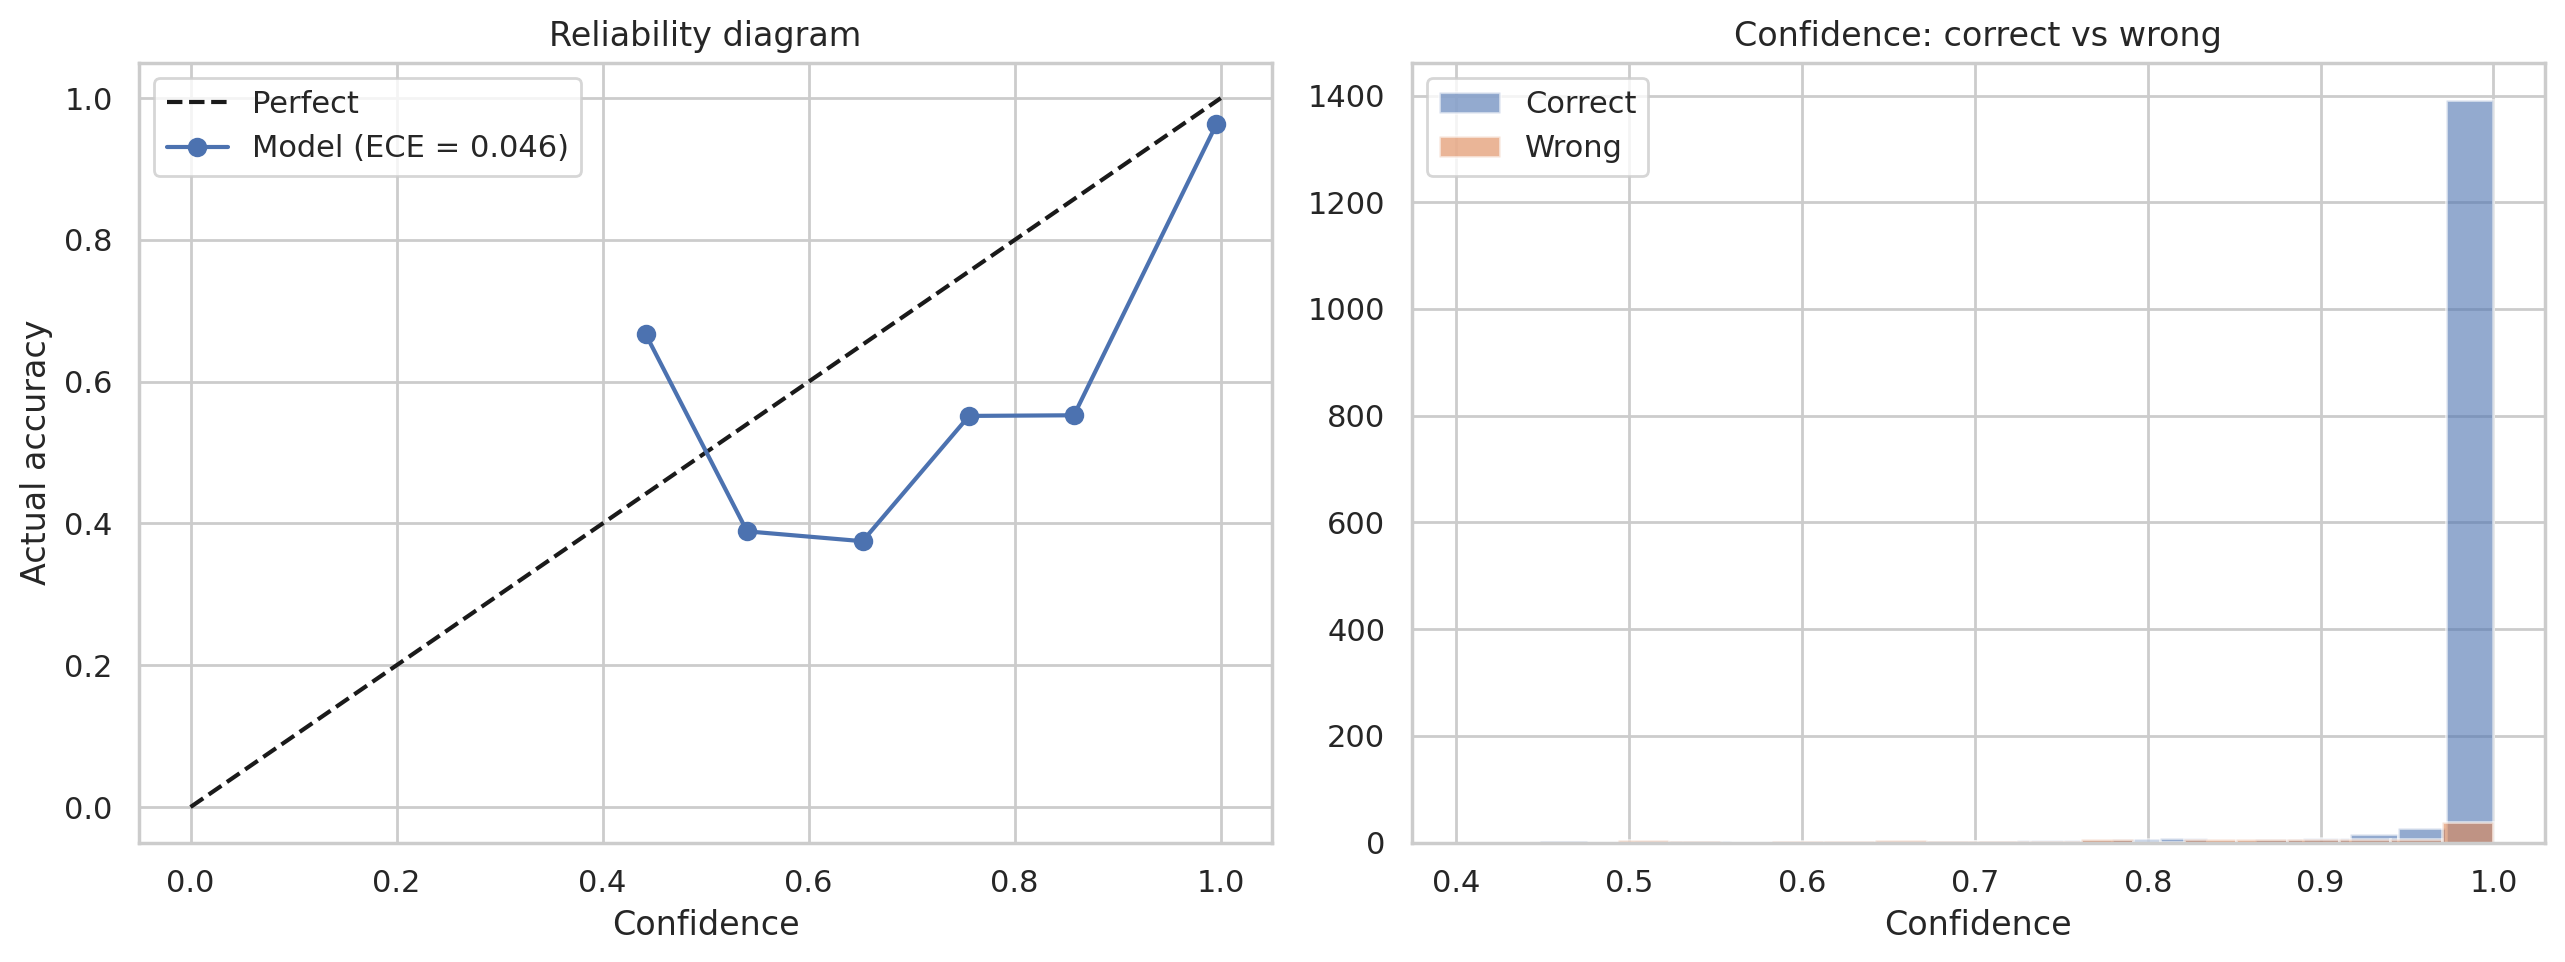 Reliability diagram
Perfect
Model (ECE = 0.046)
Actual accuracy
1.0
0.8
0.6
0.4
0.2
0.0
0.0 0.2 0.4 0.6 0.8 1.0
Confidence
Confidence: correct vs wrong
Correct
Wrong
1400
1200
1000
800
600
400
200
0
0.4 0.5 0.6 0.7 0.8 0.9 1.0
Confidence